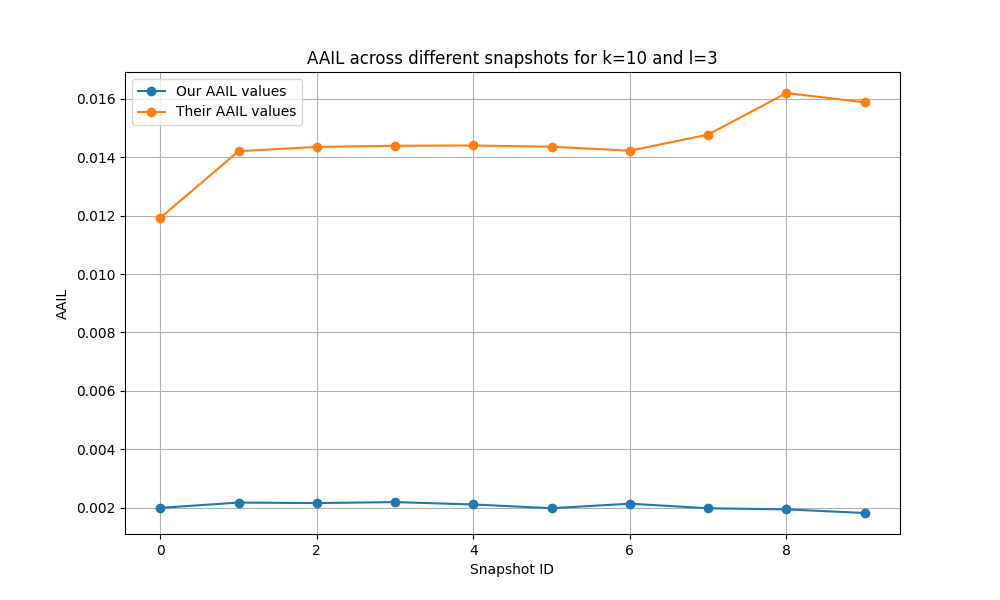 AAIL across different snapshots for k=10 and l=3
Our AAIL values
Their AAIL values
0.016
0.014
0.012
0.010
0.008
0.006
0.004
0.002
AAIL
0 2 4 6 8
Snapshot ID